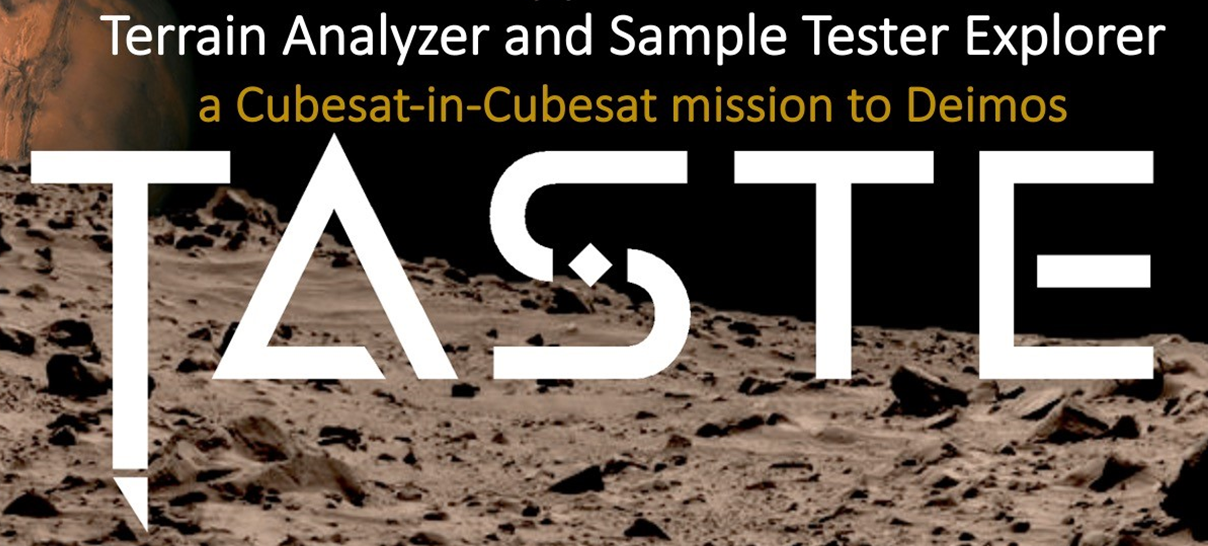 Terrain Analyzer and Sample Tester Explorer
a Cubesat-in-Cubesat mission to Deimos
TASTE